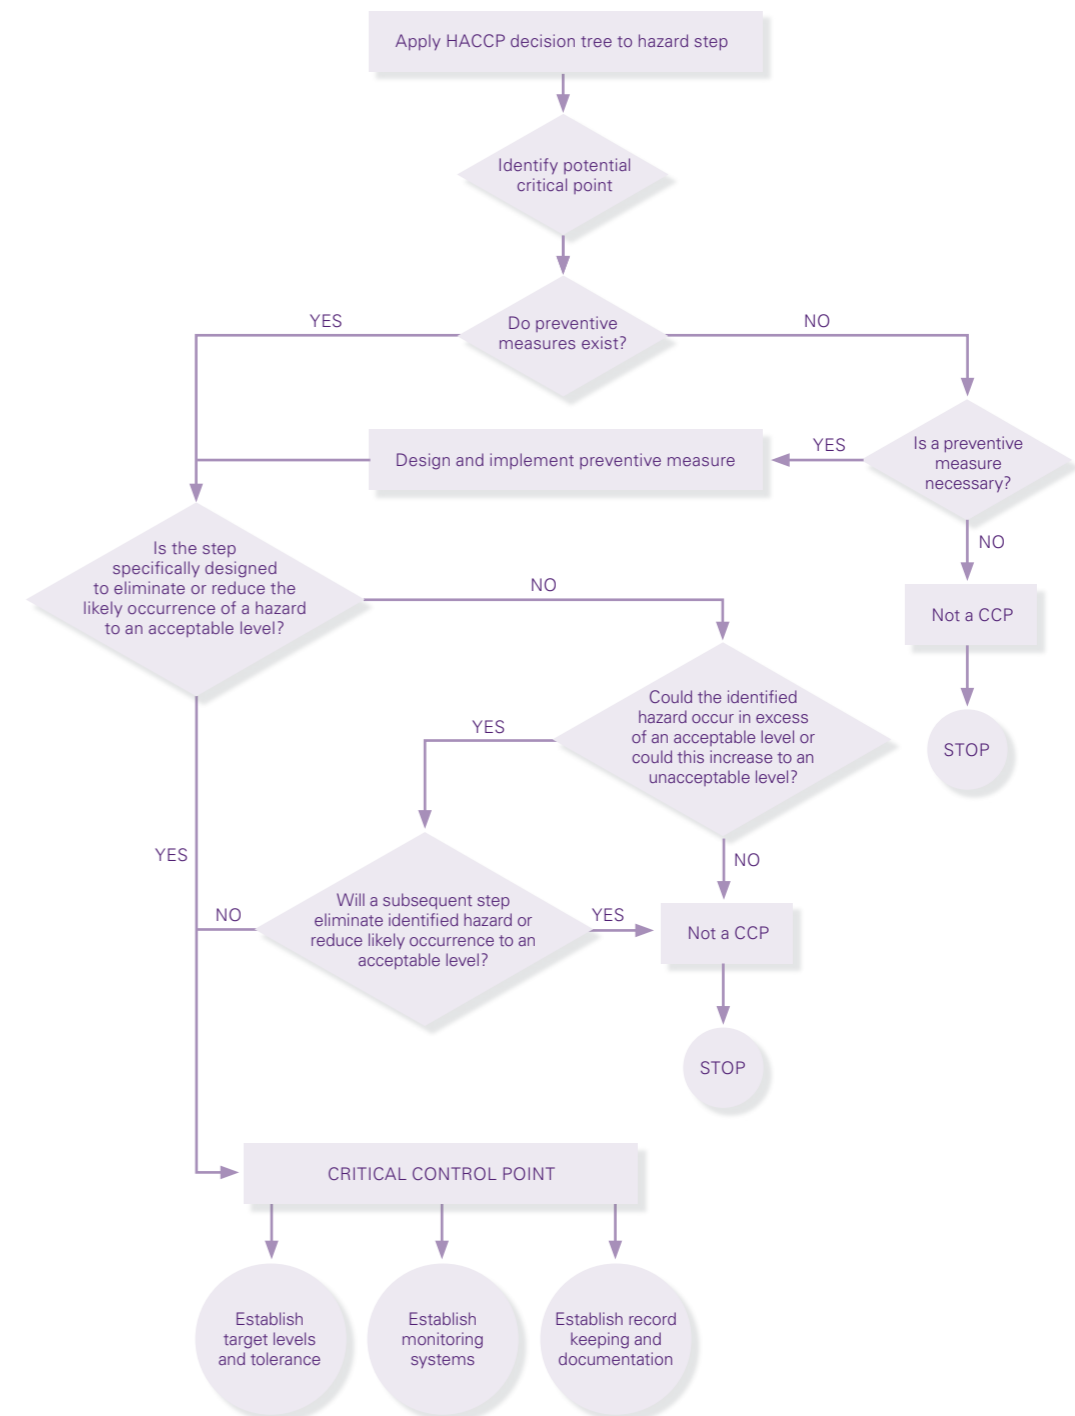 Apply HACCP decision tree to hazard step
Identify potential
critical point
Do preventive
measures exist?
YES
NO
Is a preventive
measure
necessary?
YES
Design and implement preventive measure
NO
Not a CCP
STOP
Is the step
specifically designed
to eliminate or reduce the
likely occurrence of a hazard
to an acceptable level?
NO
Could the identified
hazard occur in excess
of an acceptable level or
could this increase to an
unacceptable level?
YES
NO
Will a subsequent step
eliminate identified hazard or
reduce likely occurrence to an
acceptable level?
YES
NO
Not a CCP
STOP
YES
CRITICAL CONTROL POINT
Establish
target levels
and tolerance
Establish
monitoring
systems
Establish record
keeping and
documentation